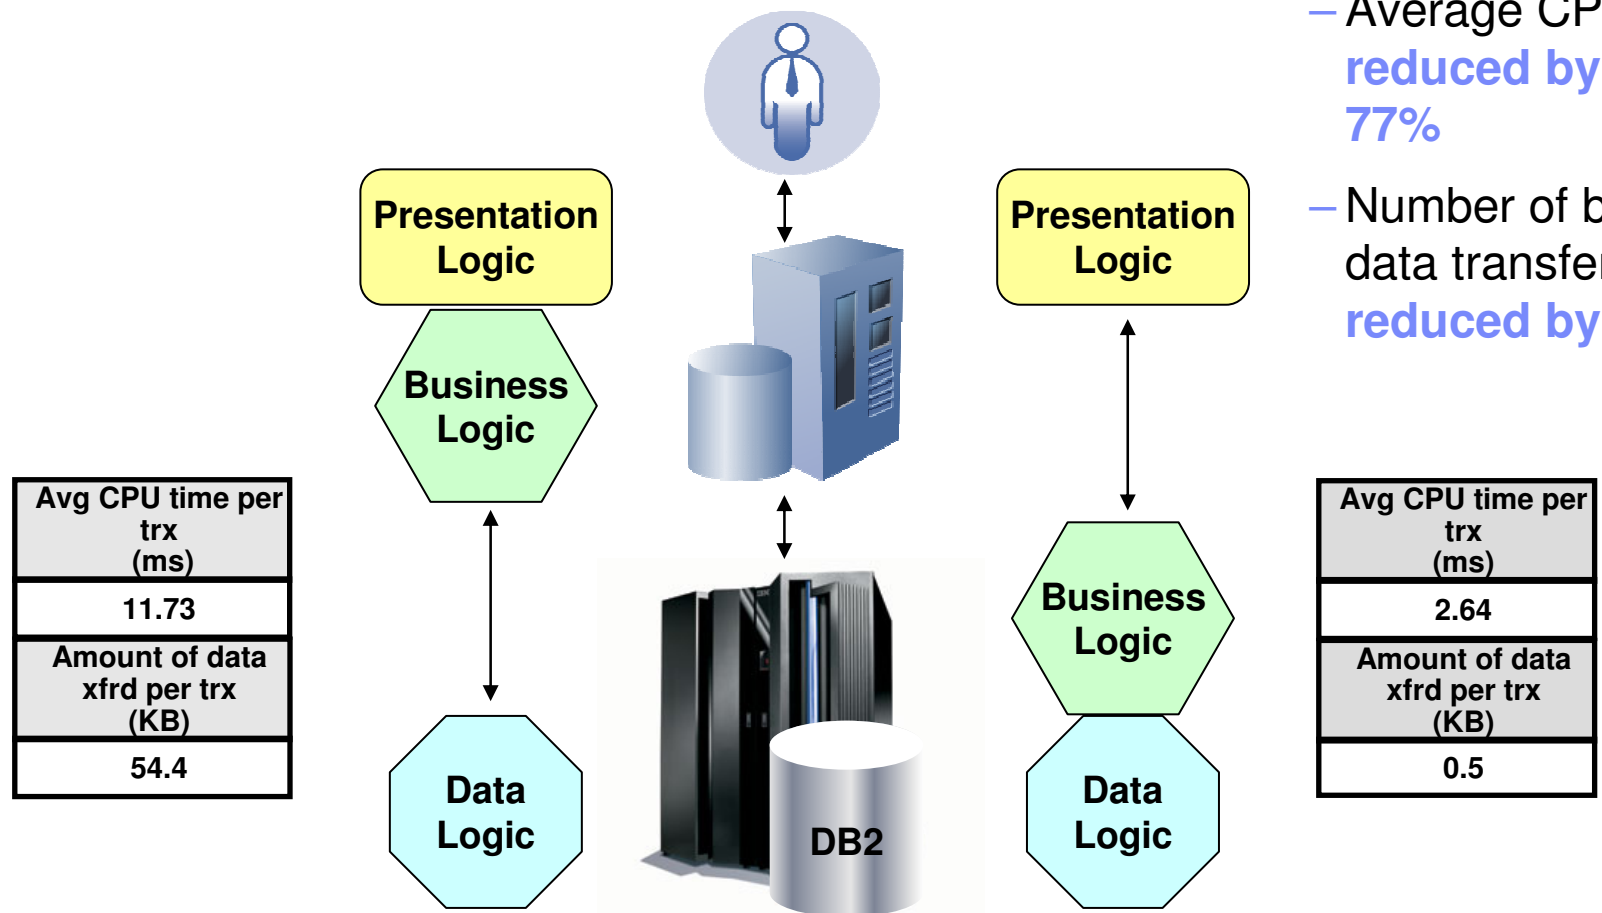 – Average CP
reduced by
77%
– Number of b
data transfer
reduced by
Presentation
Logic
Business
Logic
Data
Logic
Avg CPU time per
trx
(ms)
11.73
Amount of data
xfrd per trx
(KB)
54.4
DB2
Presentation
Logic
Business
Logic
Data
Logic
Avg CPU time per
trx
(ms)
2.64
Amount of data
xfrd per trx
(KB)
0.5